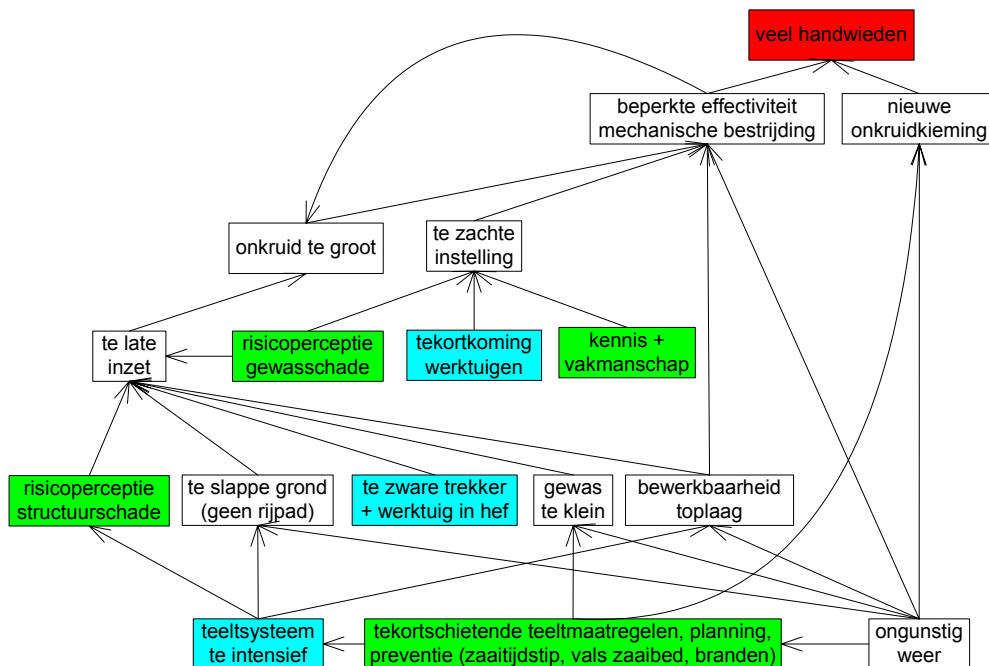 veel handwieden
beperkte effectiviteit
mechanische bestrijding
nieuwe
onkruidkieming
onkruid te groot
te zachte
instelling
te late
inzet
risicoperceptie
gewasschade
tekortkoming
werktuigen
kennis +
vakmanschap
risicoperceptie
structuurschade
te slappe grond
(geen rijpad)
te zware trekker
+ werktuig in hef
gewas
te klein
bewerkbaarheid
toplaag
teeltsysteem
te intensief
tekortschietende teeltmaatregelen, planning,
preventie (zaaitijdstip, vals zaaibed, branden)
ongunstig
weer